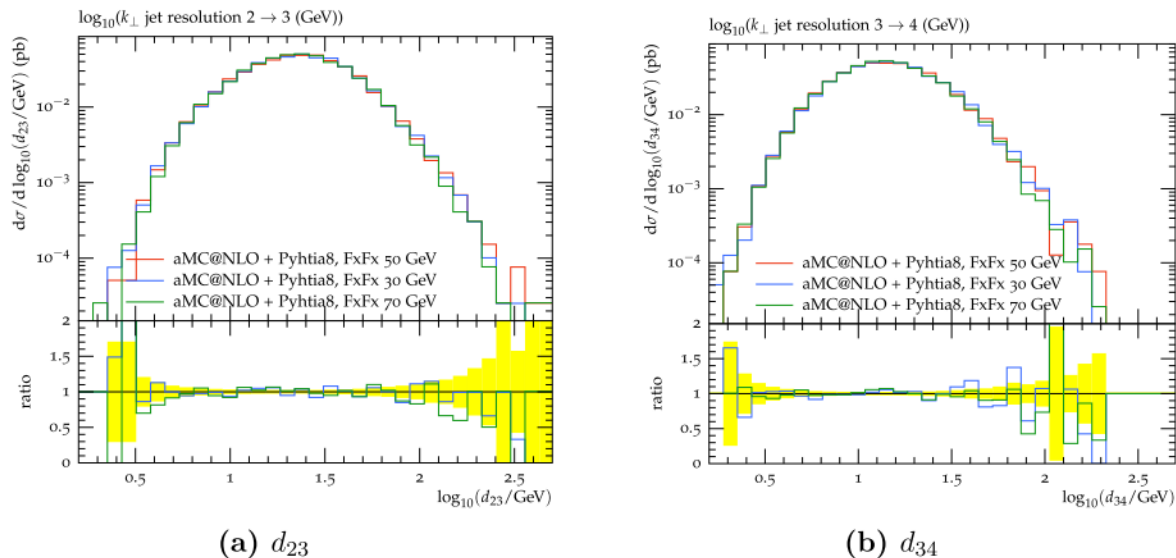 log₁₀(k⊥ jet resolution 2 → 3 (GeV))
dσ/d log₁₀(d₂₃/GeV) (pb)
10⁻²
10⁻³
10⁻⁴
aMC@NLO + Pyhtia8, FxFx 50 GeV
aMC@NLO + Pyhtia8, FxFx 30 GeV
aMC@NLO + Pyhtia8, FxFx 70 GeV
ratio
2
1.5
1
0.5
0
0.5 1 1.5 2 2.5
log₁₀(d₂₃/GeV)
(a) d₂₃
log₁₀(k⊥ jet resolution 3 → 4 (GeV))
dσ/d log₁₀(d₃₄/GeV) (pb)
10⁻²
10⁻³
10⁻⁴
aMC@NLO + Pyhtia8, FxFx 50 GeV
aMC@NLO + Pyhtia8, FxFx 30 GeV
aMC@NLO + Pyhtia8, FxFx 70 GeV
ratio
2
1.5
1
0.5
0
0.5 1 1.5 2 2.5
log₁₀(d₃₄/GeV)
(b) d₃₄